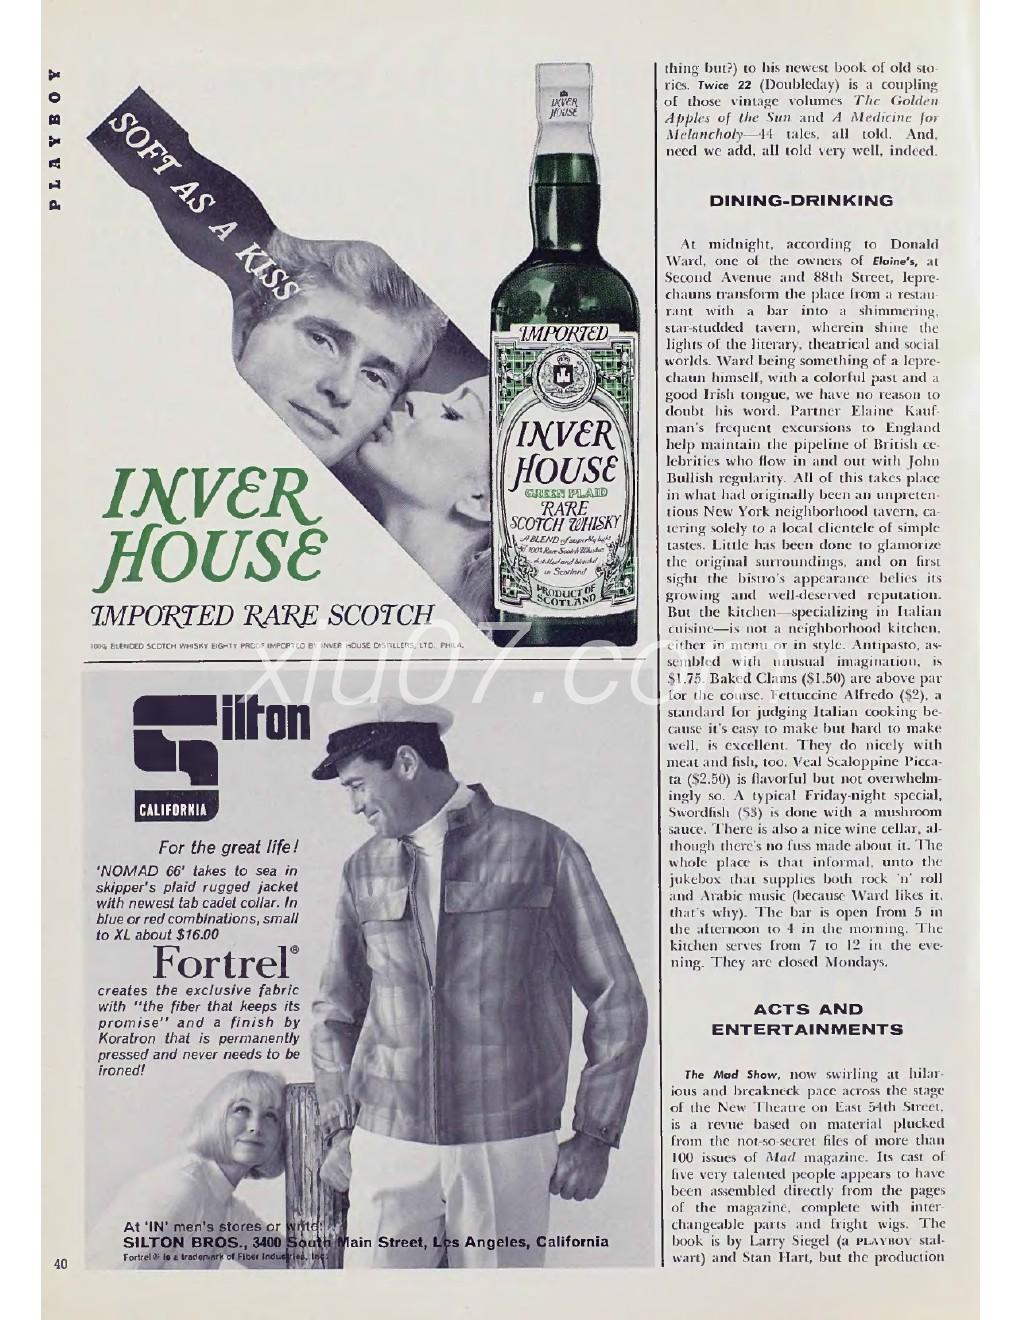 PLAYBOY
SOFT AS A KISS
INVER
HOUSE
IMPORTED RARE SCOTCH
100% BLENDED SCOTCH WHISKY EIGHTY PROOF IMPORTED BY INVER HOUSE DISTILLERS, LTD., PHILA.
INVER
HOUSE
IMPORTED
INVER
HOUSE
GREEN PLAID
RARE
SCOTCH WHISKY
A BLEND of superbly light
100% Rare Scotch Whiskies
distilled and blended
in Scotland
PRODUCT OF
SCOTLAND
Silton
CALIFORNIA
For the great life!
'NOMAD 66' takes to sea in
skipper's plaid rugged jacket
with newest tab cadet collar. In
blue or red combinations, small
to XL about $16.00
Fortrel®
creates the exclusive fabric
with "the fiber that keeps its
promise" and a finish by
Koratron that is permanently
pressed and never needs to be
ironed!
At 'IN' men's stores or write:
SILTON BROS., 3400 South Main Street, Los Angeles, California
Fortrel® is a trademark of Fiber Industries, Inc.
40
thing but?) to his newest book of old sto-
ries. Twice 22 (Doubleday) is a coupling
of those vintage volumes The Golden
Apples of the Sun and A Medicine for
Melancholy—44 tales, all told. And,
need we add, all told very well, indeed.
DINING-DRINKING
At midnight, according to Donald
Ward, one of the owners of Elaine's, at
Second Avenue and 88th Street, lepre-
chauns transform the place from a restau-
rant with a bar into a shimmering,
star-studded tavern, wherein shine the
lights of the literary, theatrical and social
worlds. Ward being something of a lepre-
chaun himself, with a colorful past and a
good Irish tongue, we have no reason to
doubt his word. Partner Elaine Kauf-
man's frequent excursions to England
help maintain the pipeline of British ce-
lebrities who flow in and out with John
Bullish regularity. All of this takes place
in what had originally been an unpreten-
tious New York neighborhood tavern, ca-
tering solely to a local clientele of simple
tastes. Little has been done to glamorize
the original surroundings, and on first
sight the bistro's appearance belies its
growing and well-deserved reputation.
But the kitchen—specializing in Italian
cuisine—is not a neighborhood kitchen,
either in menu or in style. Antipasto, as-
sembled with unusual imagination, is
$1.75. Baked Clams ($1.50) are above par
for the course. Fettuccine Alfredo ($2), a
standard for judging Italian cooking be-
cause it's easy to make but hard to make
well, is excellent. They do nicely with
meat and fish, too. Veal Scaloppine Picca-
ta ($2.50) is flavorful but not overwhelm-
ingly so. A typical Friday-night special,
Swordfish ($3) is done with a mushroom
sauce. There is also a nice wine cellar, al-
though there's no fuss made about it. The
whole place is that informal, unto the
jukebox that supplies both rock 'n' roll
and Arabic music (because Ward likes it,
that's why). The bar is open from 5 in
the afternoon to 4 in the morning. The
kitchen serves from 7 to 12 in the eve-
ning. They are closed Mondays.
ACTS AND
ENTERTAINMENTS
The Mad Show, now swirling at hilar-
ious and breakneck pace across the stage
of the New Theatre on East 54th Street,
is a revue based on material plucked
from the not-so-secret files of more than
100 issues of Mad magazine. Its cast of
five very talented people appears to have
been assembled directly from the pages
of the magazine, complete with inter-
changeable parts and fright wigs. The
book is by Larry Siegel (a PLAYBOY stal-
wart) and Stan Hart, but the production
xiu07.com